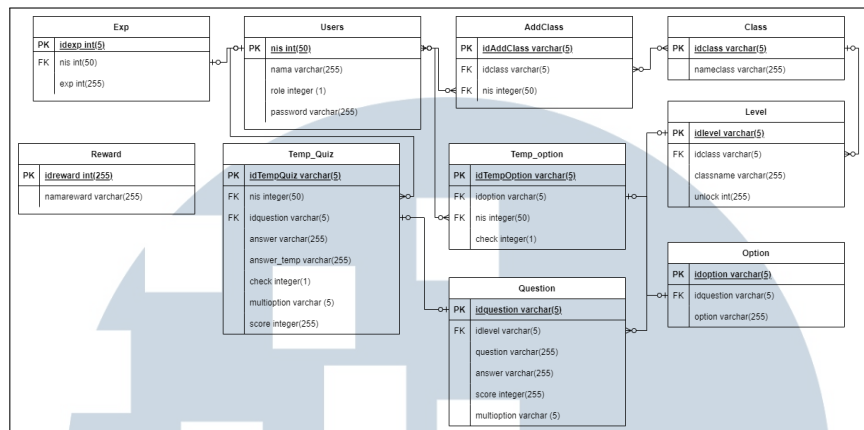 Exp
PK idexp int(5)
FK nis int(50)
exp int(255)
Users
PK nis int(50)
nama varchar(255)
role integer (1)
password varchar(255)
AddClass
PK idAddClass varchar(5)
FK idclass varchar(5)
FK nis integer(50)
Class
PK idclass varchar(5)
nameclass varchar(255)
Level
PK idlevel varchar(5)
FK idclass varchar(5)
classname varchar(255)
unlock int(255)
Reward
PK idreward int(255)
namareward varchar(255)
Temp_Quiz
PK idTempQuiz varchar(5)
FK nis integer(50)
FK idquestion varchar(5)
answer varchar(255)
answer_temp varchar(255)
check integer(1)
multioption varchar (5)
score integer(255)
Temp_option
PK idTempOption varchar(5)
FK idoption varchar(5)
FK nis integer(50)
check integer(1)
Option
PK idoption varchar(5)
FK idquestion varchar(5)
option varchar(255)
Question
PK idquestion varchar(5)
FK idlevel varchar(5)
question varchar(255)
answer varchar(255)
score integer(255)
multioption varchar (5)